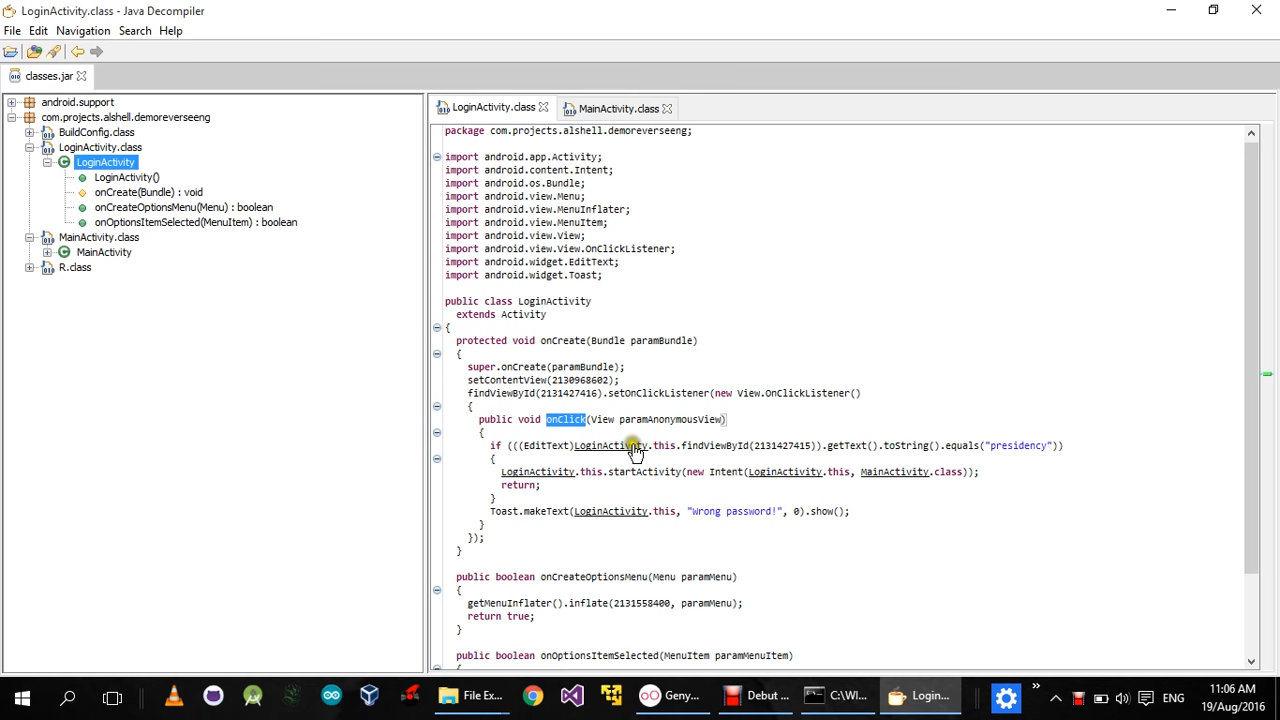 LoginActivity.class - Java Decompiler
File Edit Navigation Search Help
classes.jar
android.support
com.projects.alshell.demoreverseeng
BuildConfig.class
LoginActivity.class
LoginActivity
LoginActivity()
onCreate(Bundle) : void
onCreateOptionsMenu(Menu) : boolean
onOptionsItemSelected(MenuItem) : boolean
MainActivity.class
MainActivity
R.class
LoginActivity.class MainActivity.class
package com.projects.alshell.demoreverseeng;
import android.app.Activity;
import android.content.Intent;
import android.os.Bundle;
import android.view.Menu;
import android.view.MenuInflater;
import android.view.MenuItem;
import android.view.View;
import android.view.View.OnClickListener;
import android.widget.EditText;
import android.widget.Toast;
public class LoginActivity
extends Activity
{
protected void onCreate(Bundle paramBundle)
{
super.onCreate(paramBundle);
setContentView(2130968602);
findViewById(2131427416).setOnClickListener(new View.OnClickListener()
{
public void onClick(View paramAnonymousView)
{
if (((EditText)LoginActivity.this.findViewById(2131427415)).getText().toString().equals("presidency"))
{
LoginActivity.this.startActivity(new Intent(LoginActivity.this, MainActivity.class));
return;
}
Toast.makeText(LoginActivity.this, "Wrong password!", 0).show();
}
});
}
public boolean onCreateOptionsMenu(Menu paramMenu)
{
getMenuInflater().inflate(2131558400, paramMenu);
return true;
}
public boolean onOptionsItemSelected(MenuItem paramMenuItem)
{
File Ex... Geny... Debut ... C:\WI... Login... ENG
11:06 AM
19/Aug/2016